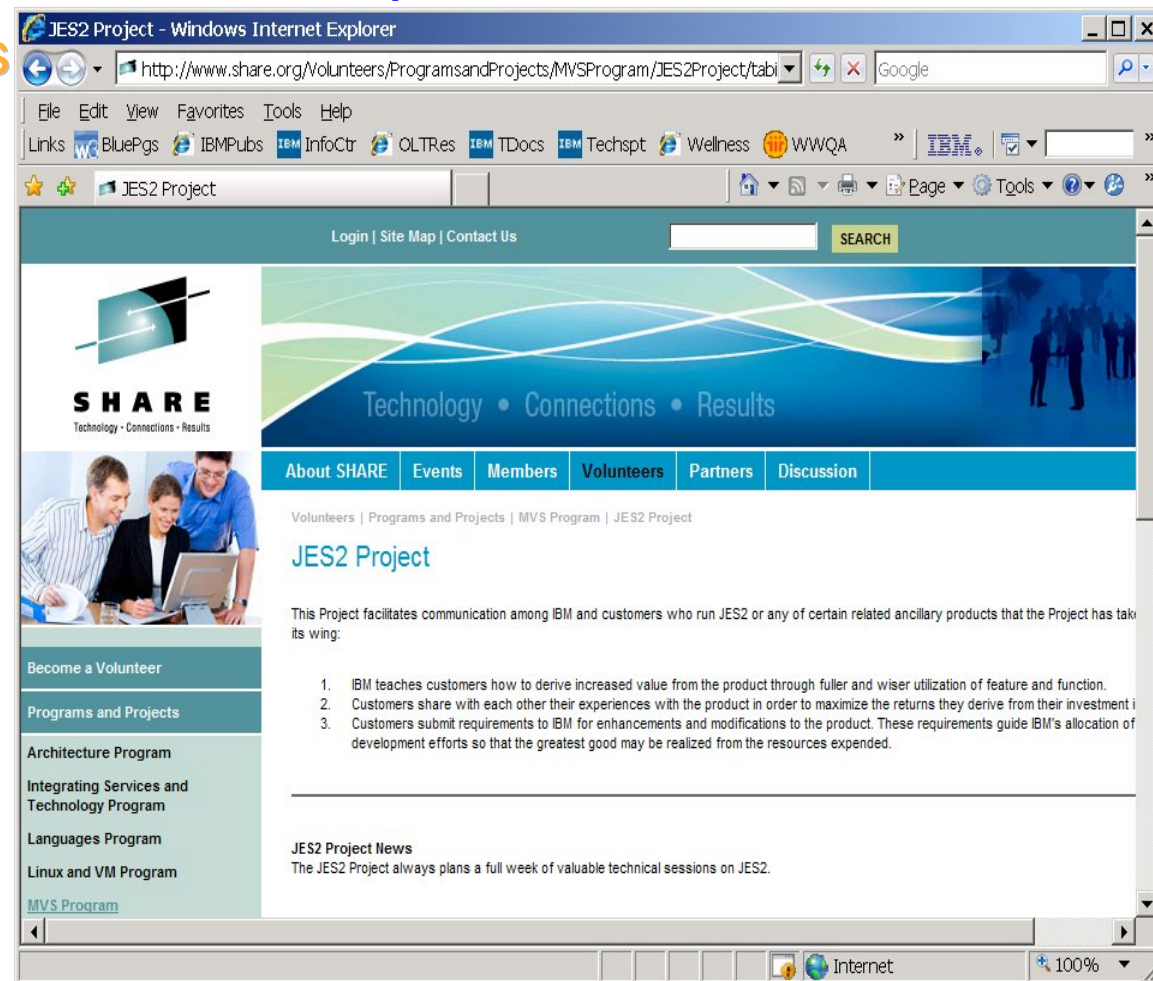 S
JES2 Project - Windows Internet Explorer
http://www.share.org/Volunteers/ProgramsandProjects/MVSProgram/JES2Project/tabi
Google
File Edit View Favorites Tools Help
Links BluePgs IBMPubs IBM InfoCtr OLTRes IBM TDocs IBM Techspt Wellness WWQA » IBM. »
JES2 Project Page Tools »
Login | Site Map | Contact Us SEARCH
SHARE
Technology · Connections · Results
Technology • Connections • Results
About SHARE Events Members Volunteers Partners Discussion
Volunteers | Programs and Projects | MVS Program | JES2 Project
JES2 Project
This Project facilitates communication among IBM and customers who run JES2 or any of certain related ancillary products that the Project has take
its wing:
1. IBM teaches customers how to derive increased value from the product through fuller and wiser utilization of feature and function.
2. Customers share with each other their experiences with the product in order to maximize the returns they derive from their investment i
3. Customers submit requirements to IBM for enhancements and modifications to the product. These requirements guide IBM's allocation of
development efforts so that the greatest good may be realized from the resources expended.
JES2 Project News
The JES2 Project always plans a full week of valuable technical sessions on JES2.
Become a Volunteer
Programs and Projects
Architecture Program
Integrating Services and
Technology Program
Languages Program
Linux and VM Program
MVS Program
Internet 100%